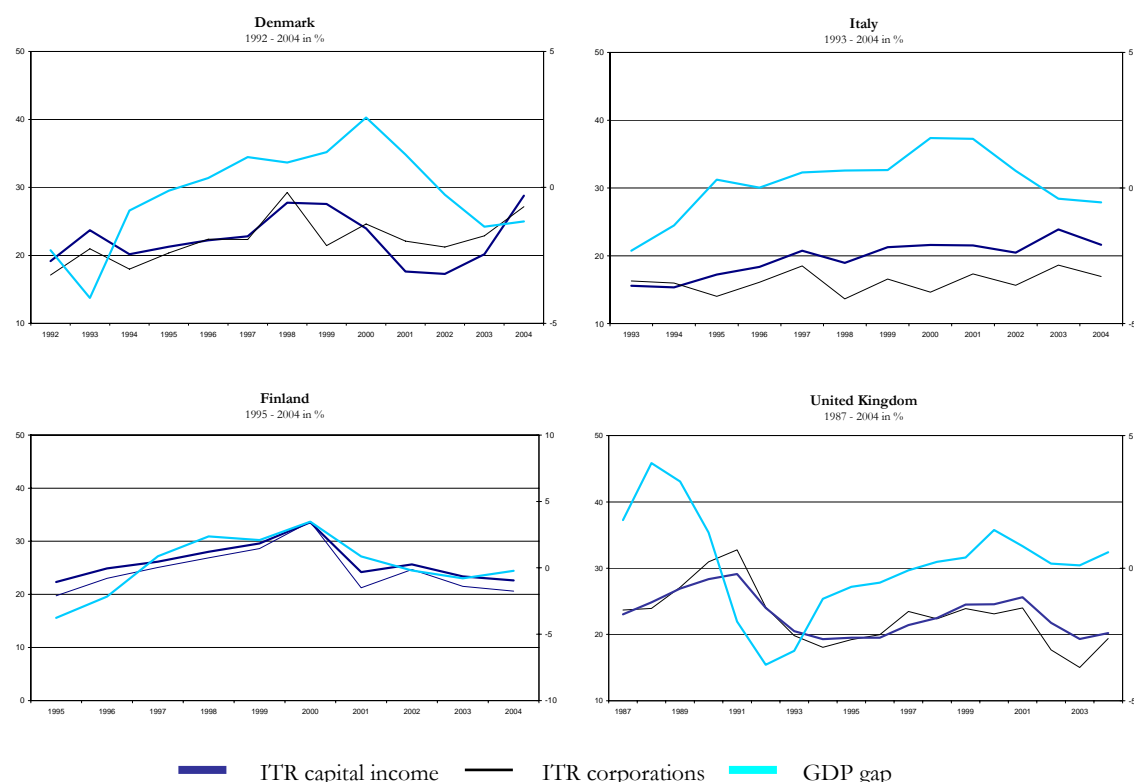 Denmark
1992 - 2004 in %
50
40
30
20
10
5
0
-5
1992 1993 1994 1995 1996 1997 1998 1999 2000 2001 2002 2003 2004
Italy
1993 - 2004 in %
50
40
30
20
10
5
0
-5
1993 1994 1995 1996 1997 1998 1999 2000 2001 2002 2003 2004
Finland
1995 - 2004 in %
50
40
30
20
10
0
10
5
0
-5
-10
1995 1996 1997 1998 1999 2000 2001 2002 2003 2004
United Kingdom
1987 - 2004 in %
50
40
30
20
10
5
0
-5
1987 1989 1991 1993 1995 1997 1999 2001 2003
ITR capital income ITR corporations GDP gap